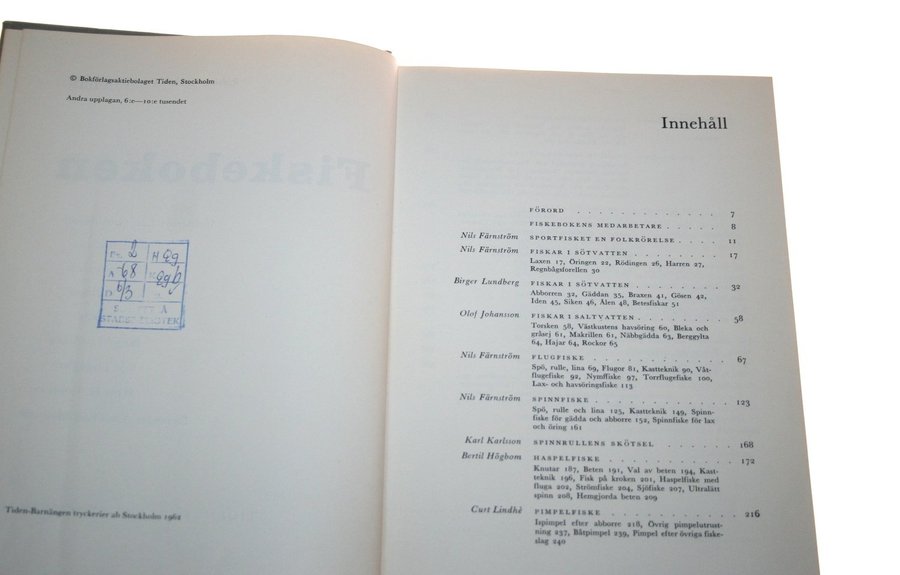 © Bokförlagsaktiebolaget Tiden, Stockholm
Andra upplagan, 6:e—10:e tusendet
Fiskeboken
Tiden-Barnängen tryckerier ab Stockholm 1961
Innehåll
FÖRORD . . . . . . . . . . . . . 7
FISKEBOKENS MEDARBETARE . . . . . 8
Nils Färnström SPORTFISKET EN FOLKRÖRELSE . . . . 11
Nils Färnström FISKAR I SÖTVATTEN . . . . . . . . 17
Laxen 17, Öringen 22, Rödingen 26, Harren 27,
Regnbågsforellen 30
Birger Lundberg FISKAR I SÖTVATTEN . . . . . . . . 32
Abborren 32, Gäddan 35, Braxen 41, Gösen 42,
Iden 45, Siken 46, Ålen 48, Betesfiskar 51
Olof Johansson FISKAR I SALTVATTEN . . . . . . . . 58
Torsken 58, Västkustens havsöring 60, Bleka och
gråsej 61, Makrillen 61, Näbbgädda 63, Berggylta
64, Hajar 64, Rockor 65
Nils Färnström FLUGFISKE . . . . . . . . . . . . 67
Spö, rulle, lina 69, Flugor 81, Kastteknik 90, Våt-
flugefiske 92, Nymffiske 97, Torrflugefiske 100,
Lax- och havsöringsfiske 113
Nils Färnström SPINNFISKE . . . . . . . . . . . . 123
Spö, rulle och lina 125, Kastteknik 149, Spinn-
fiske för gädda och abborre 152, Spinnfiske för lax
och öring 161
Karl Karlsson SPINNRULLENS SKÖTSEL . . . . . . . 168
Bertil Högbom HASPELFISKE . . . . . . . . . . . 172
Knutar 187, Beten 191, Val av beten 194, Kast-
teknik 196, Fisk på kroken 201, Haspelfiske med
fluga 202, Strömfiske 204, Sjöfiske 207, Ultralätt
spinn 208, Hemgjorda beten 209
Curt Lindhè PIMPELFISKE . . . . . . . . . . . 216
Ispimpel efter abborre 218, Övrig pimpelutrust-
ning 237, Båtpimpel 239, Pimpel efter övriga fiske-
slag 240